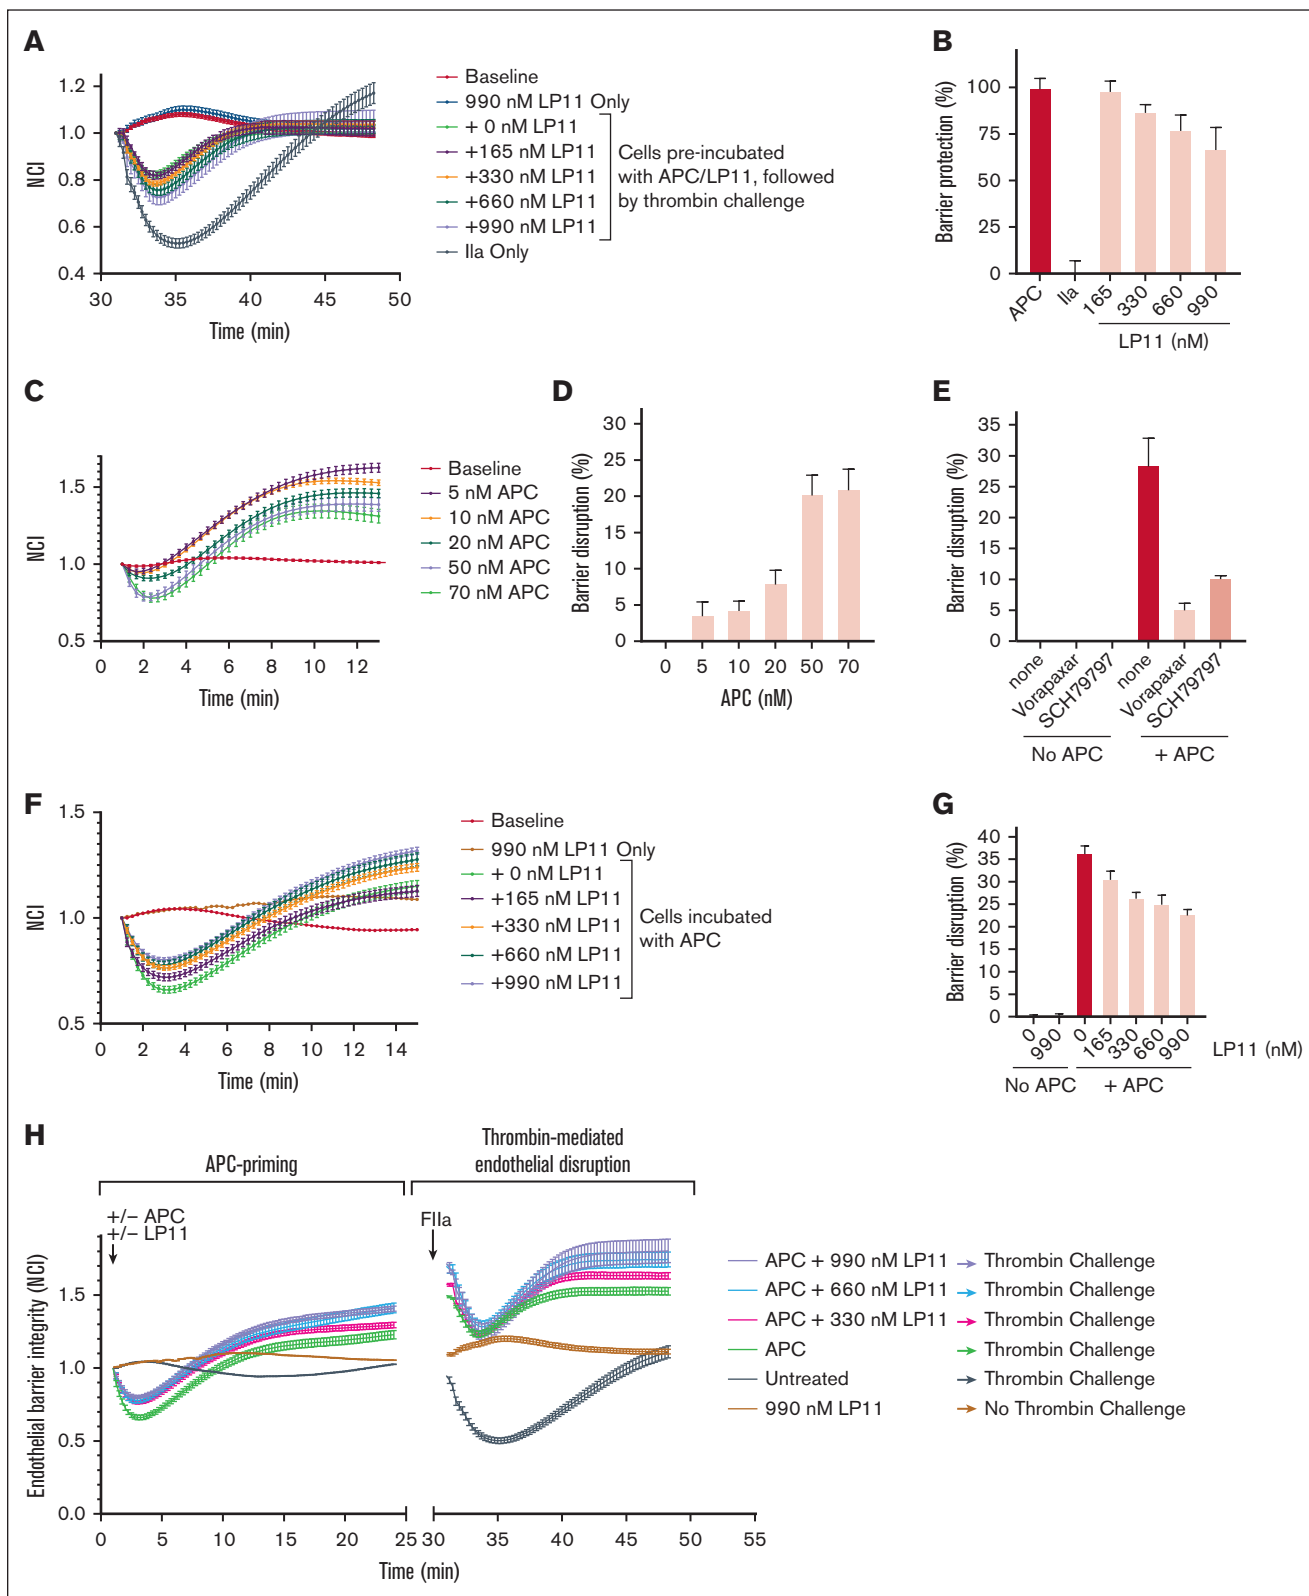 A
1.2
1.0
0.8
0.6
0.4
NCI
30 35 40 45 50
Time (min)
Baseline
990 nM LP11 Only
+ 0 nM LP11
+165 nM LP11
+330 nM LP11
+660 nM LP11
+990 nM LP11
IIa Only
Cells pre-incubated
with APC/LP11, followed
by thrombin challenge
B
Barrier protection (%)
100
75
50
25
0
APC IIa 165 330 660 990
LP11 (nM)
C
NCI
1.5
1.0
0.5
0 2 4 6 8 10 12
Time (min)
Baseline
5 nM APC
10 nM APC
20 nM APC
50 nM APC
70 nM APC
D
Barrier disruption (%)
30
25
20
15
10
5
0
0 5 10 20 50 70
APC (nM)
E
Barrier disruption (%)
35
30
25
20
15
10
5
0
none Vorapaxar SCH79797 none Vorapaxar SCH79797
No APC + APC
F
NCI
1.5
1.0
0.5
0 2 4 6 8 10 12 14
Time (min)
Baseline
990 nM LP11 Only
+ 0 nM LP11
+165 nM LP11
+330 nM LP11
+660 nM LP11
+990 nM LP11
Cells incubated
with APC
G
Barrier disruption (%)
40
35
30
25
20
15
10
5
0
0 990 0 165 330 660 990 LP11 (nM)
No APC + APC
H
APC-priming
Thrombin-mediated
endothelial disruption
+/− APC
+/− LP11
FIIa
Endothelial barrier integrity (NCI)
1.5
1.0
0.5
0.0
0 5 10 15 20 25 30 35 40 45 50 55
Time (min)
APC + 990 nM LP11 → Thrombin Challenge
APC + 660 nM LP11 → Thrombin Challenge
APC + 330 nM LP11 → Thrombin Challenge
APC → Thrombin Challenge
Untreated → Thrombin Challenge
990 nM LP11 → No Thrombin Challenge